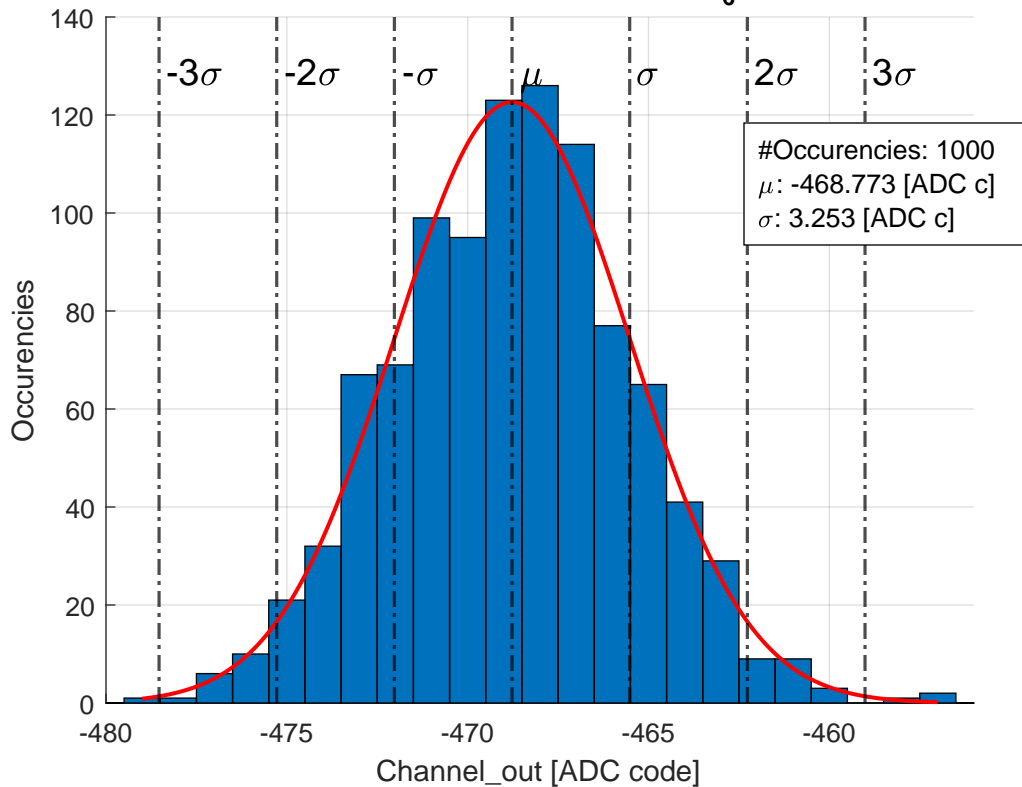 140
120
100
80
60
40
20
0
Occurencies
-3σ
-2σ
-σ
μ
σ
2σ
3σ
#Occurencies: 1000
μ: -468.773 [ADC c]
σ: 3.253 [ADC c]
-480
-475
-470
-465
-460
Channel_out [ADC code]